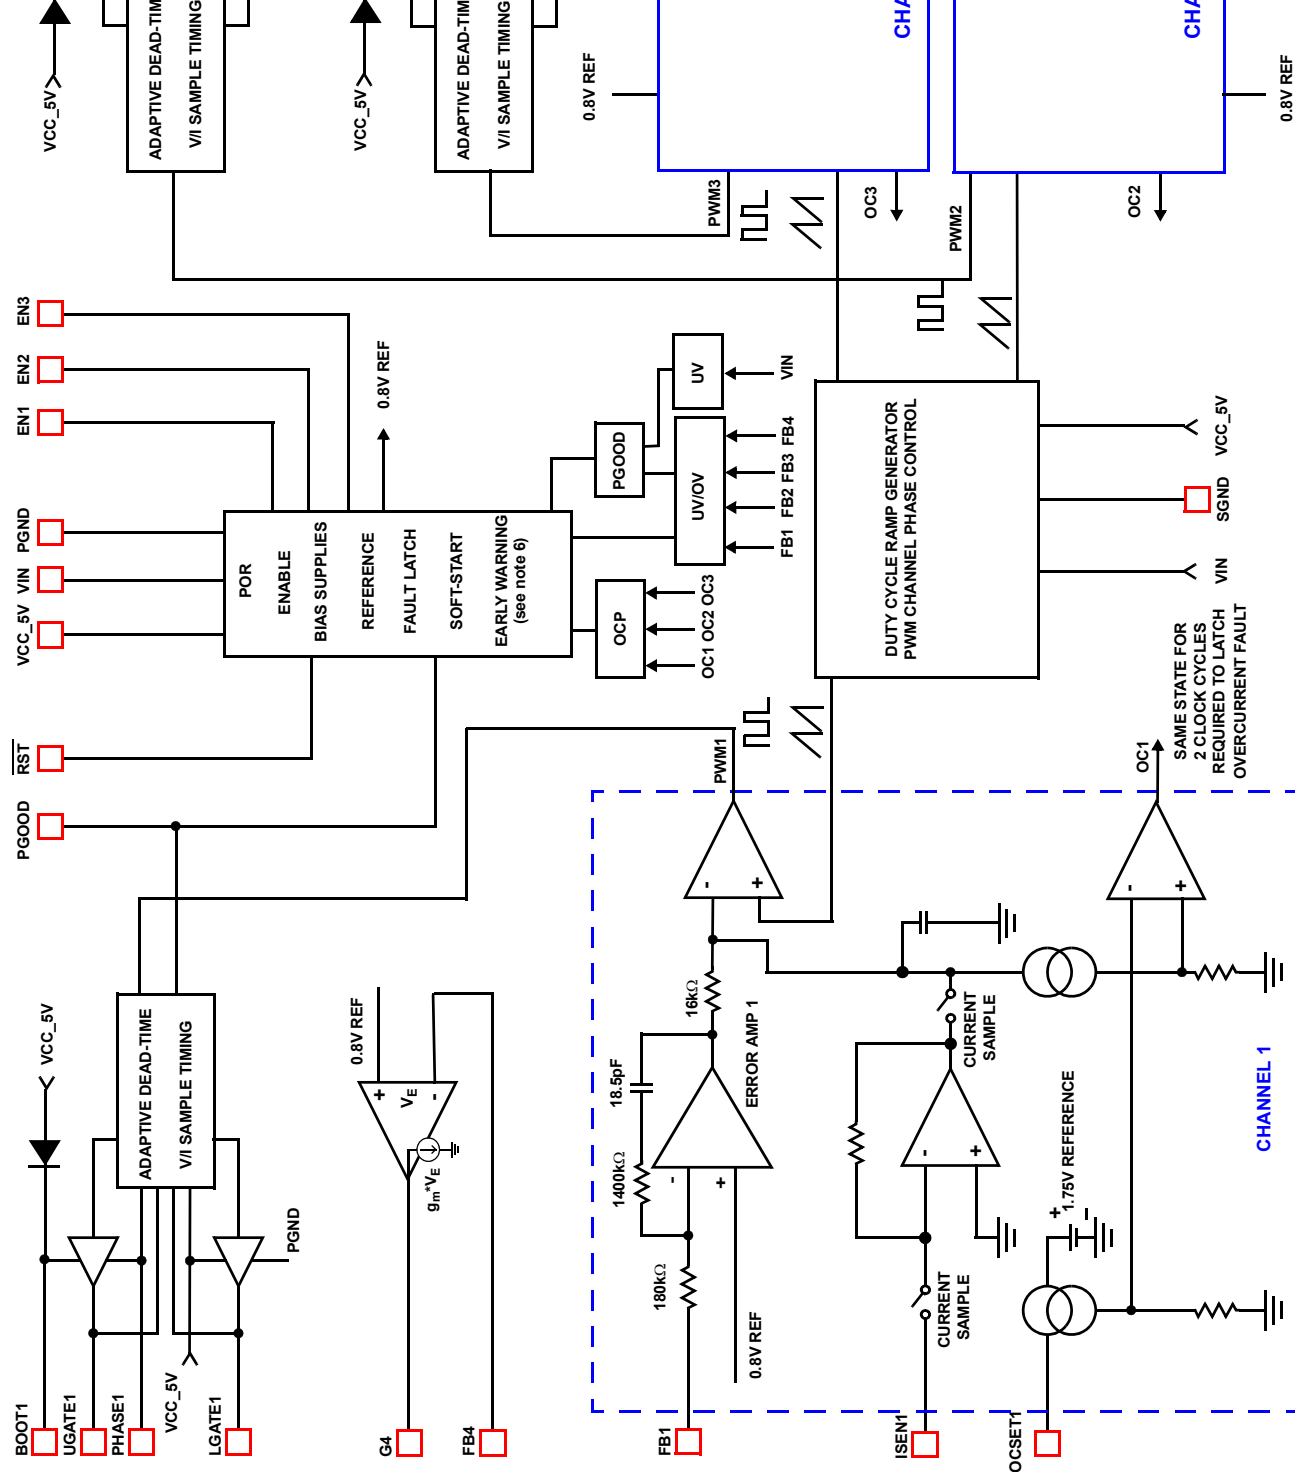 BOOT1
UGATE1
PHASE1
VCC_5V
LGATE1
PGND
VCC_5V
ADAPTIVE DEAD-TIME
V/I SAMPLE TIMING
G4
FB4
gm*VE
VE
+
-
0.8V REF
PGOOD
RST
VCC_5V
VIN
PGND
EN1
EN2
EN3
POR
ENABLE
BIAS SUPPLIES
REFERENCE
FAULT LATCH
SOFT-START
EARLY WARNING
(see note 6)
0.8V REF
OCP
OC1 OC2 OC3
PGOOD
UV/OV
FB1 FB2 FB3 FB4
UV
VIN
VCC_5V
ADAPTIVE DEAD-TIM
V/I SAMPLE TIMING
VCC_5V
ADAPTIVE DEAD-TIM
V/I SAMPLE TIMING
0.8V REF
CHA
PWM3
OC3
CHA
0.8V REF
PWM2
OC2
DUTY CYCLE RAMP GENERATOR
PWM CHANNEL PHASE CONTROL
VIN
SGND
VCC_5V
FB1
180kΩ
1400kΩ
18.5pF
16kΩ
-
+
ERROR AMP 1
0.8V REF
-
+
PWM1
ISEN1
CURRENT
SAMPLE
-
+
CURRENT
SAMPLE
OCSET1
+
-
1.75V REFERENCE
-
+
OC1
SAME STATE FOR
2 CLOCK CYCLES
REQUIRED TO LATCH
OVERCURRENT FAULT
CHANNEL 1